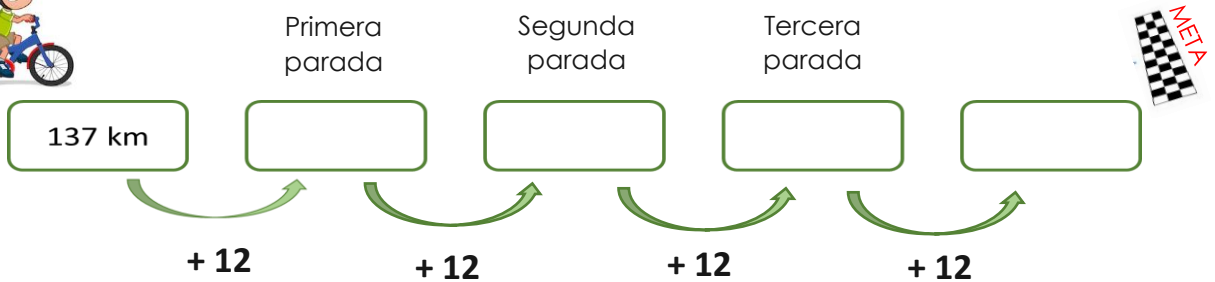 Primera
parada
Segunda
parada
Tercera
parada
META
137 km
+ 12
+ 12
+ 12
+ 12